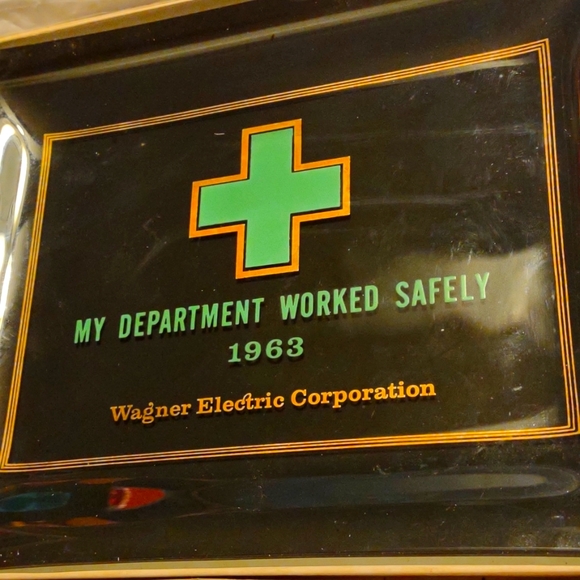 MY DEPARTMENT WORKED SAFELY
1963
Wagner Electric Corporation